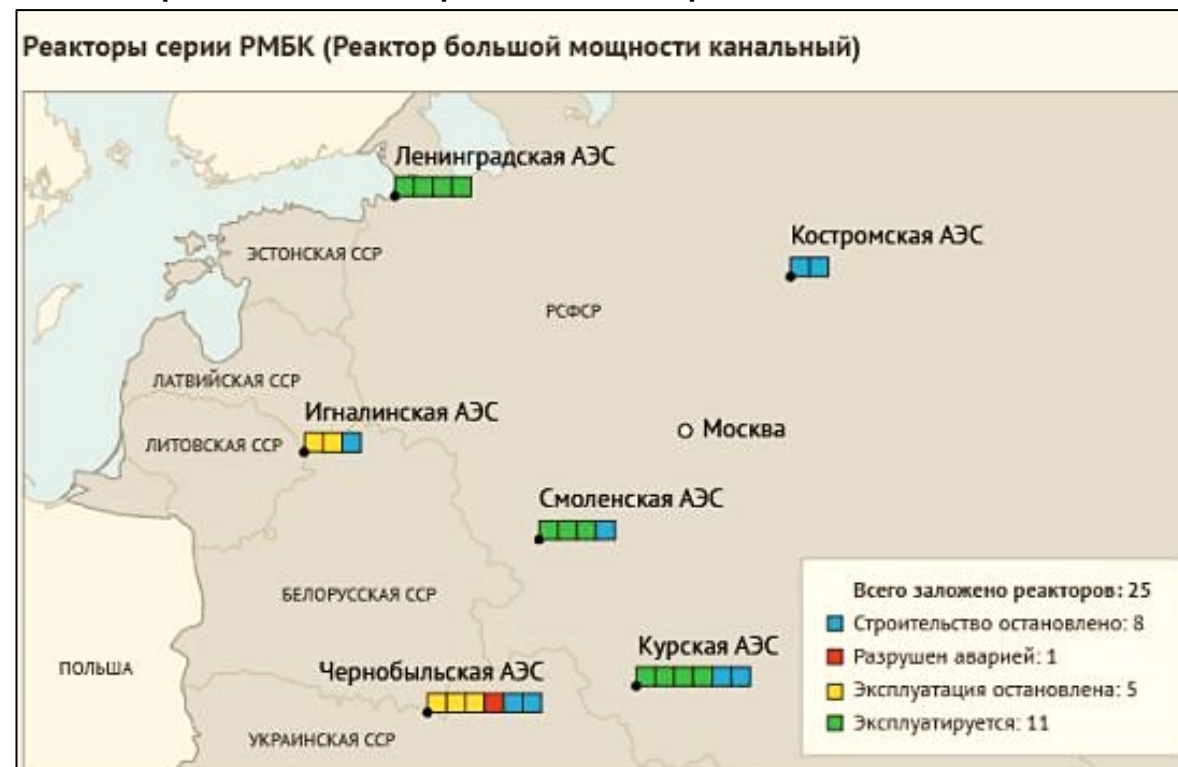 Реакторы серии РМБК (Реактор большой мощности канальный)
Ленинградская АЭС
Костромская АЭС
ЭСТОНСКАЯ ССР
РСФСР
ЛАТВИЙСКАЯ ССР
Игналинская АЭС
Москва
ЛИТОВСКАЯ ССР
Смоленская АЭС
БЕЛОРУССКАЯ ССР
Курская АЭС
ПОЛЬША
Чернобыльская АЭС
УКРАИНСКАЯ ССР
Всего заложено реакторов: 25
Строительство остановлено: 8
Разрушен аварией: 1
Эксплуатация остановлена: 5
Эксплуатируется: 11